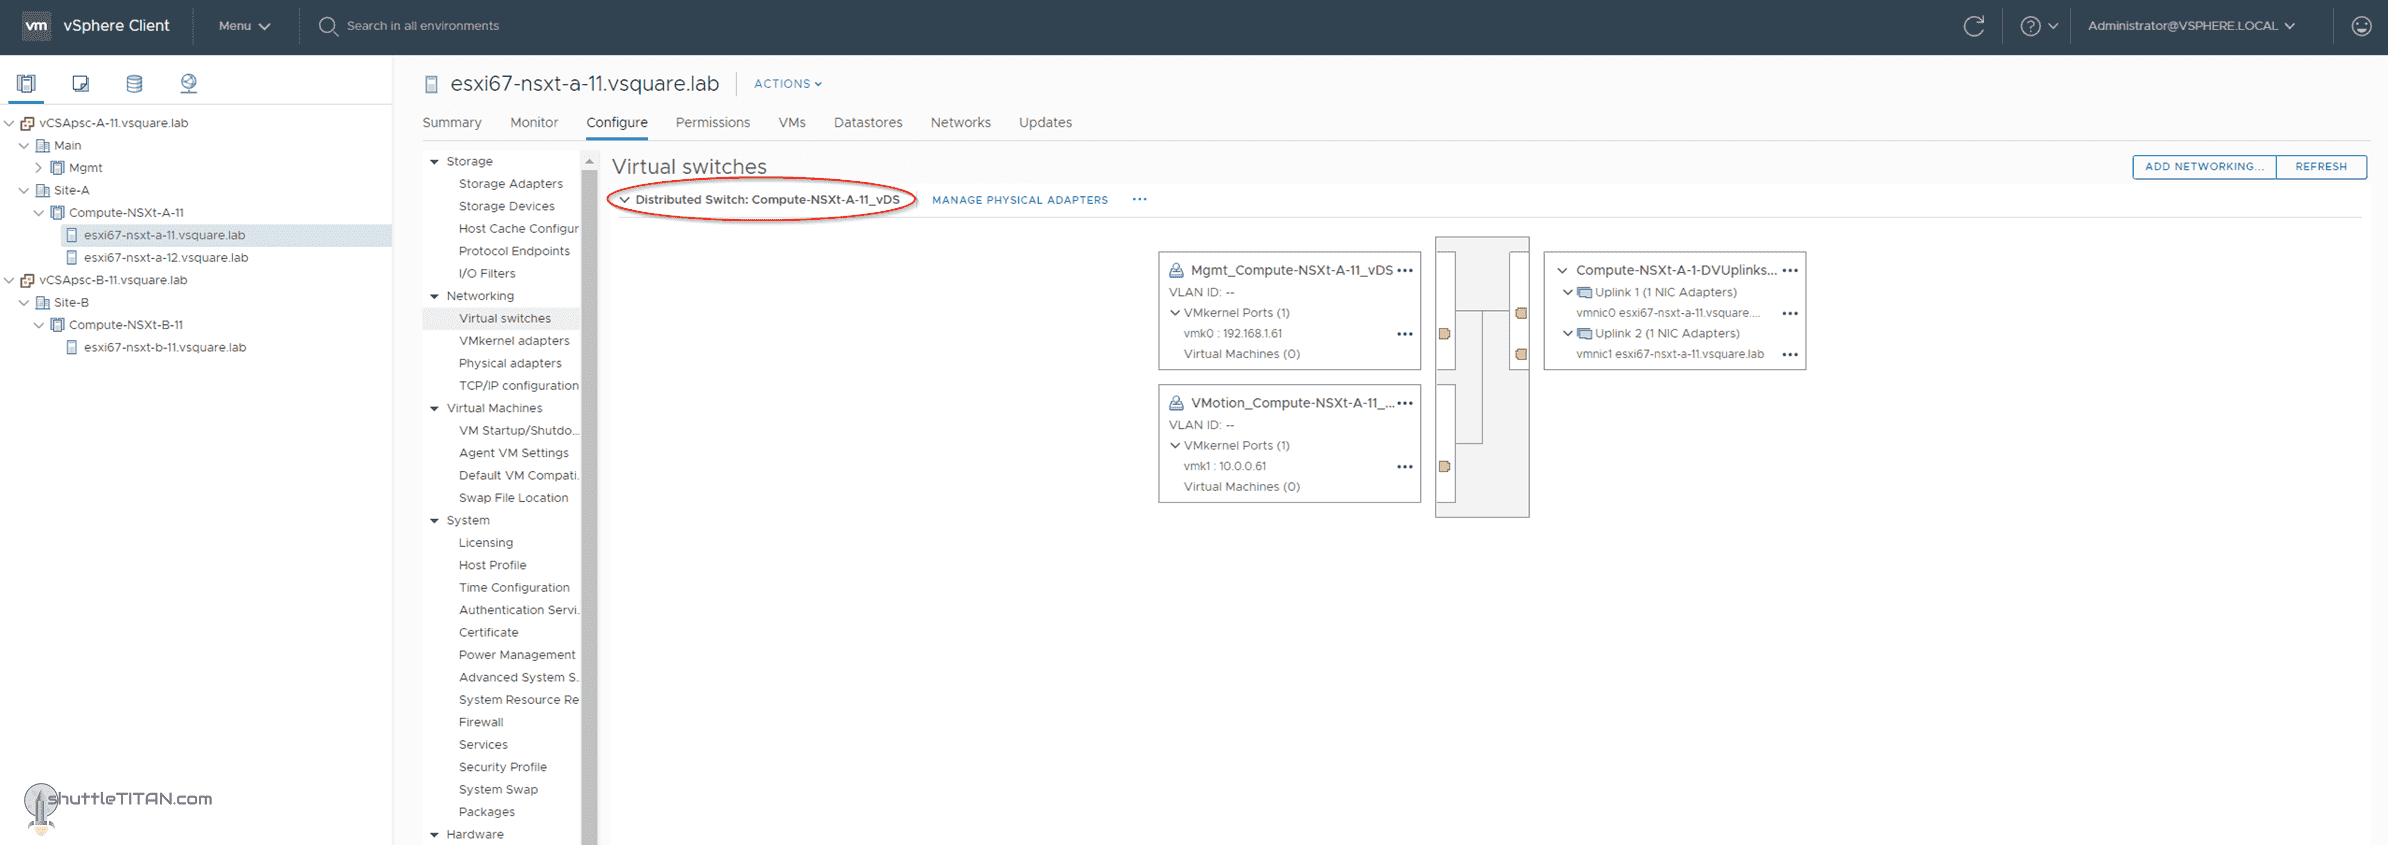 vm vSphere Client Menu Search in all environments Administrator@VSPHERE.LOCAL
vCSApsc-A-11.vsquare.lab
Main
Mgmt
Site-A
Compute-NSXt-A-11
esxi67-nsxt-a-11.vsquare.lab
esxi67-nsxt-a-12.vsquare.lab
vCSApsc-B-11.vsquare.lab
Site-B
Compute-NSXt-B-11
esxi67-nsxt-b-11.vsquare.lab
shuttleTITAN.com
esxi67-nsxt-a-11.vsquare.lab ACTIONS
Summary Monitor Configure Permissions VMs Datastores Networks Updates
Storage
Storage Adapters
Storage Devices
Host Cache Configur
Protocol Endpoints
I/O Filters
Networking
Virtual switches
VMkernel adapters
Physical adapters
TCP/IP configuration
Virtual Machines
VM Startup/Shutdo...
Agent VM Settings
Default VM Compati..
Swap File Location
System
Licensing
Host Profile
Time Configuration
Authentication Servi..
Certificate
Power Management
Advanced System S..
System Resource Re
Firewall
Services
Security Profile
System Swap
Packages
Hardware
Virtual switches
ADD NETWORKING... REFRESH
Distributed Switch: Compute-NSXt-A-11_vDS MANAGE PHYSICAL ADAPTERS ...
Mgmt_Compute-NSXt-A-11_vDS ...
VLAN ID: --
VMkernel Ports (1)
vmk0 : 192.168.1.61 ...
Virtual Machines (0)
VMotion_Compute-NSXt-A-11_... ...
VLAN ID: --
VMkernel Ports (1)
vmk1 : 10.0.0.61 ...
Virtual Machines (0)
Compute-NSXt-A-1-DVUplinks... ...
Uplink 1 (1 NIC Adapters)
vmnic0 esxi67-nsxt-a-11.vsquare.... ...
Uplink 2 (1 NIC Adapters)
vmnic1 esxi67-nsxt-a-11.vsquare.lab ...